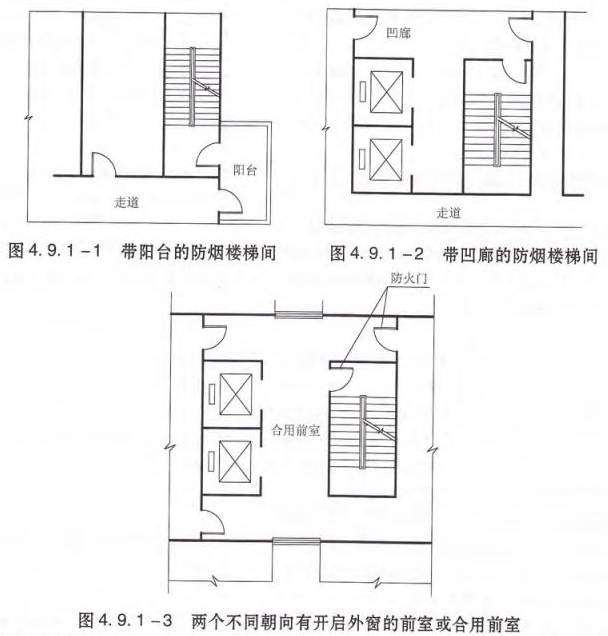 凹廊
阳台
走道
走道
图4.9.1-1 带阳台的防烟楼梯间
图4.9.1-2 带凹廊的防烟楼梯间
防火门
合用前室
图4.9.1-3 两个不同朝向有开启外窗的前室或合用前室